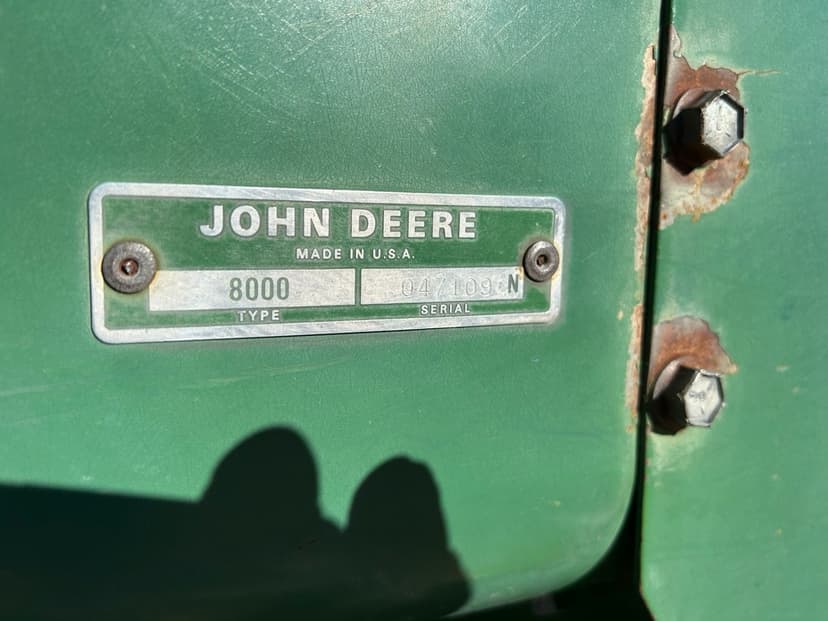 JOHN DEERE
MADE IN U.S.A.
8000 047109 N
TYPE SERIAL